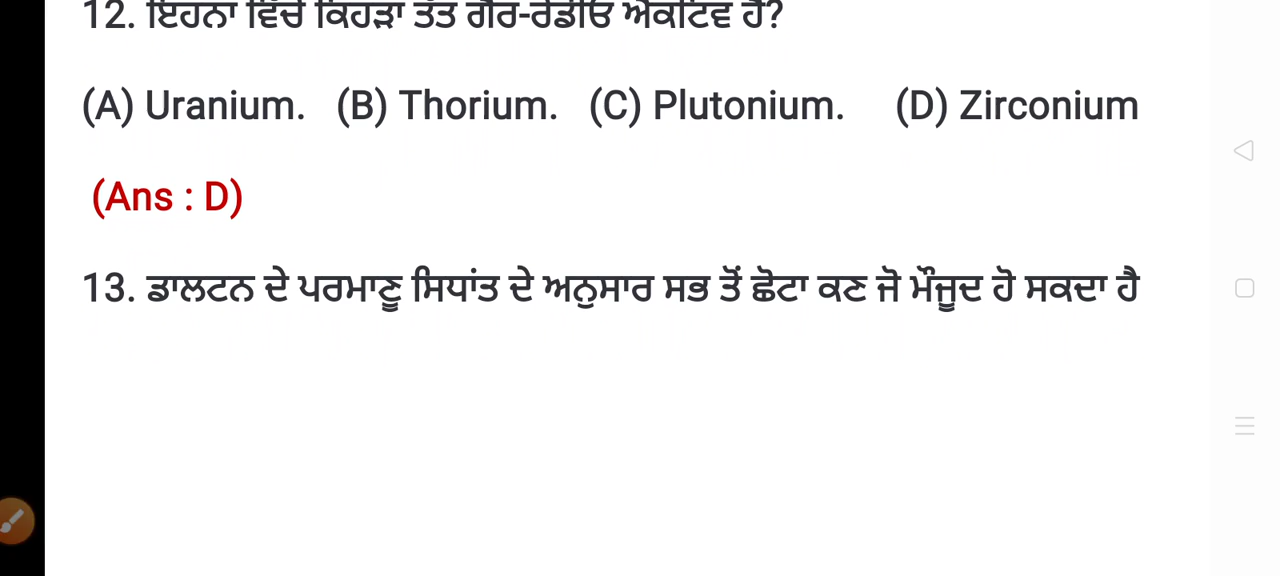 12. ਇਹਨਾਂ ਵਿੱਚੋਂ ਕਿਹੜਾ ਤੱਤ ਗੈਰ-ਰੇਡੀਓ ਐਕਟਿਵ ਹੈ?
(A) Uranium. (B) Thorium. (C) Plutonium. (D) Zirconium
(Ans : D)
13. ਡਾਲਟਨ ਦੇ ਪਰਮਾਣੂ ਸਿਧਾਂਤ ਦੇ ਅਨੁਸਾਰ ਸਭ ਤੋਂ ਛੋਟਾ ਕਣ ਜੋ ਮੌਜੂਦ ਹੋ ਸਕਦਾ ਹੈ